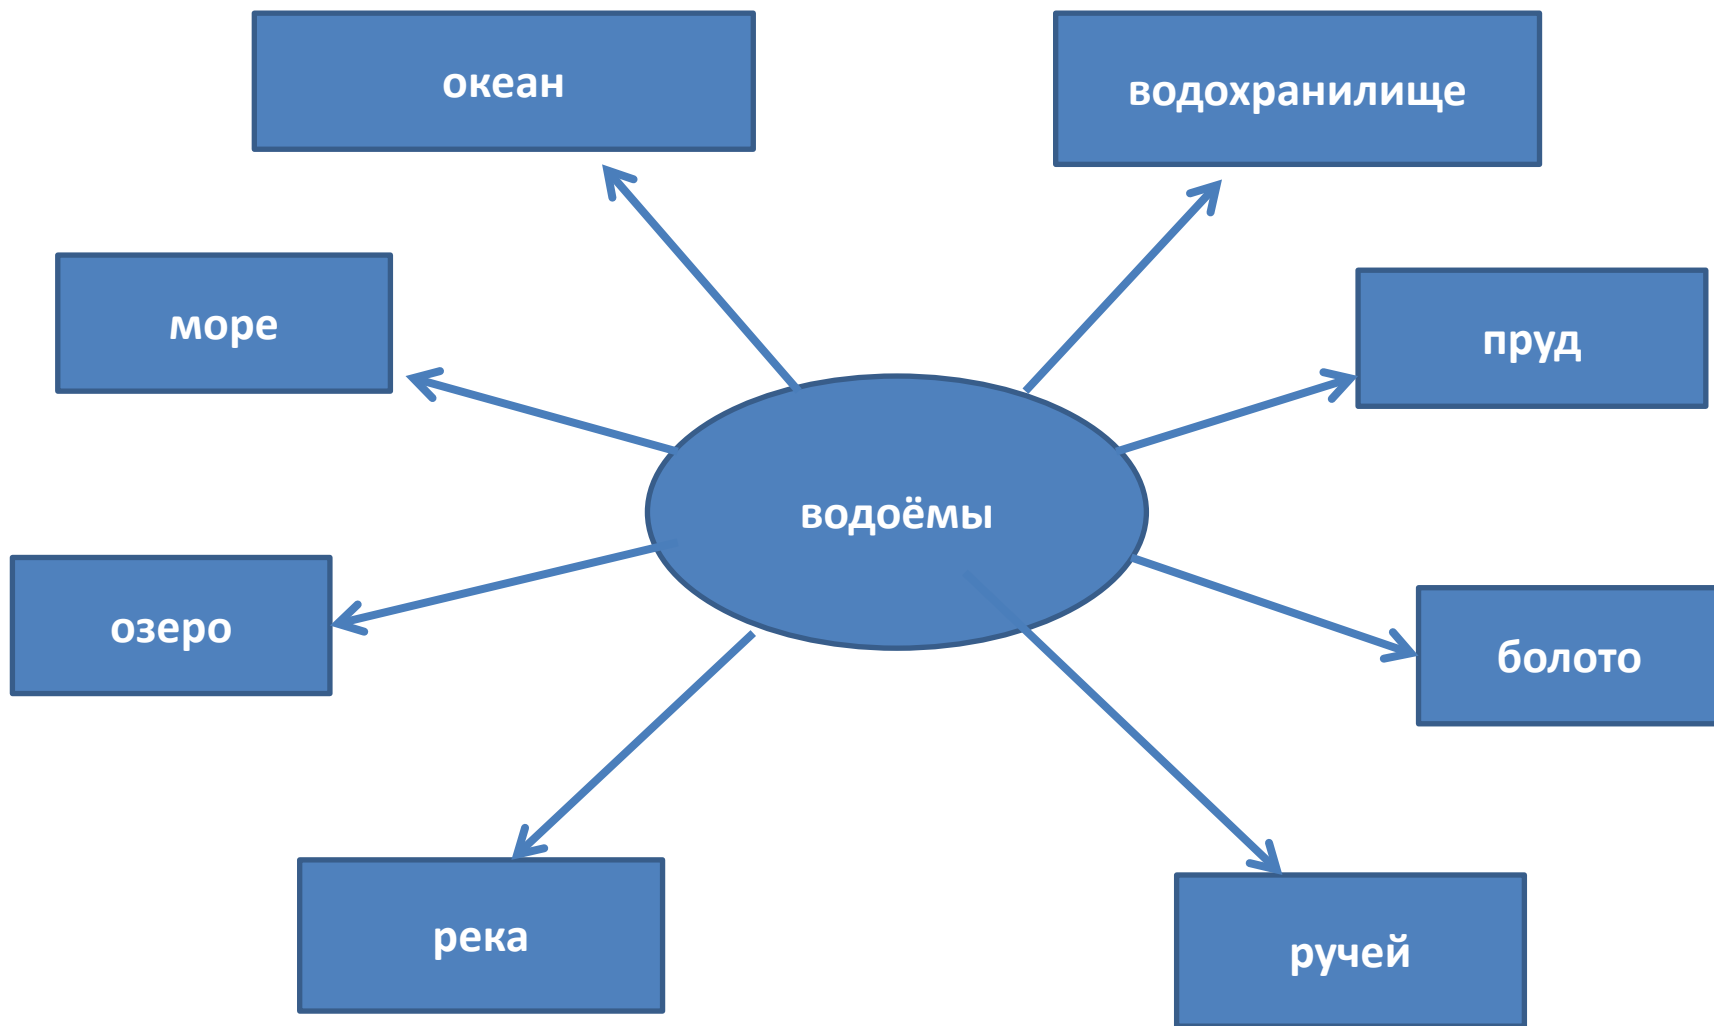 океан
водохранилище
море
пруд
водоёмы
озеро
болото
река
ручей